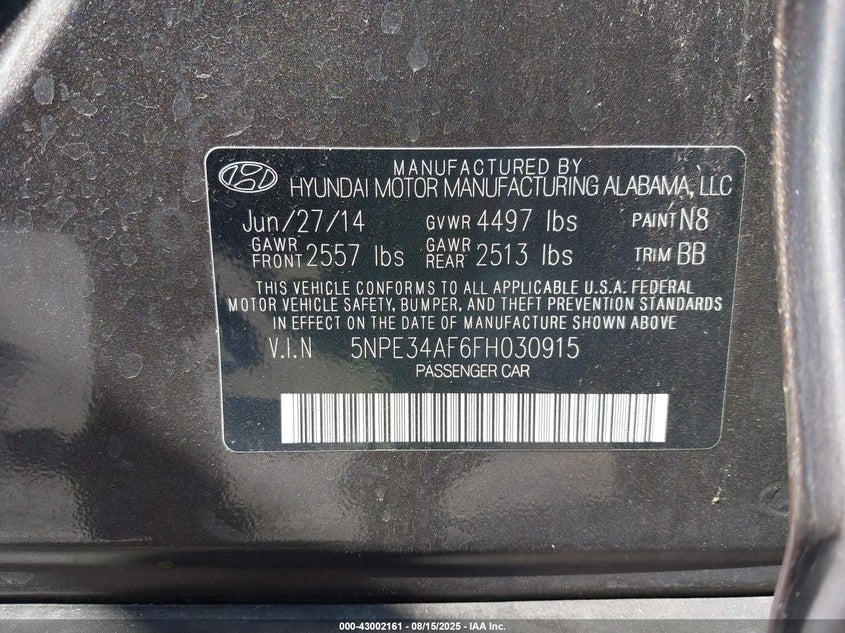 MANUFACTURED BY
HYUNDAI MOTOR MANUFACTURING ALABAMA, LLC
Jun/27/14 GVWR 4497 lbs PAINT N8
GAWR FRONT 2557 lbs GAWR REAR 2513 lbs TRIM BB
THIS VEHICLE CONFORMS TO ALL APPLICABLE U.S.A. FEDERAL
MOTOR VEHICLE SAFETY, BUMPER, AND THEFT PREVENTION STANDARDS
IN EFFECT ON THE DATE OF MANUFACTURE SHOWN ABOVE
V.I.N 5NPE34AF6FH030915
PASSENGER CAR
000-43002161 - 08/15/2025 - IAA Inc.